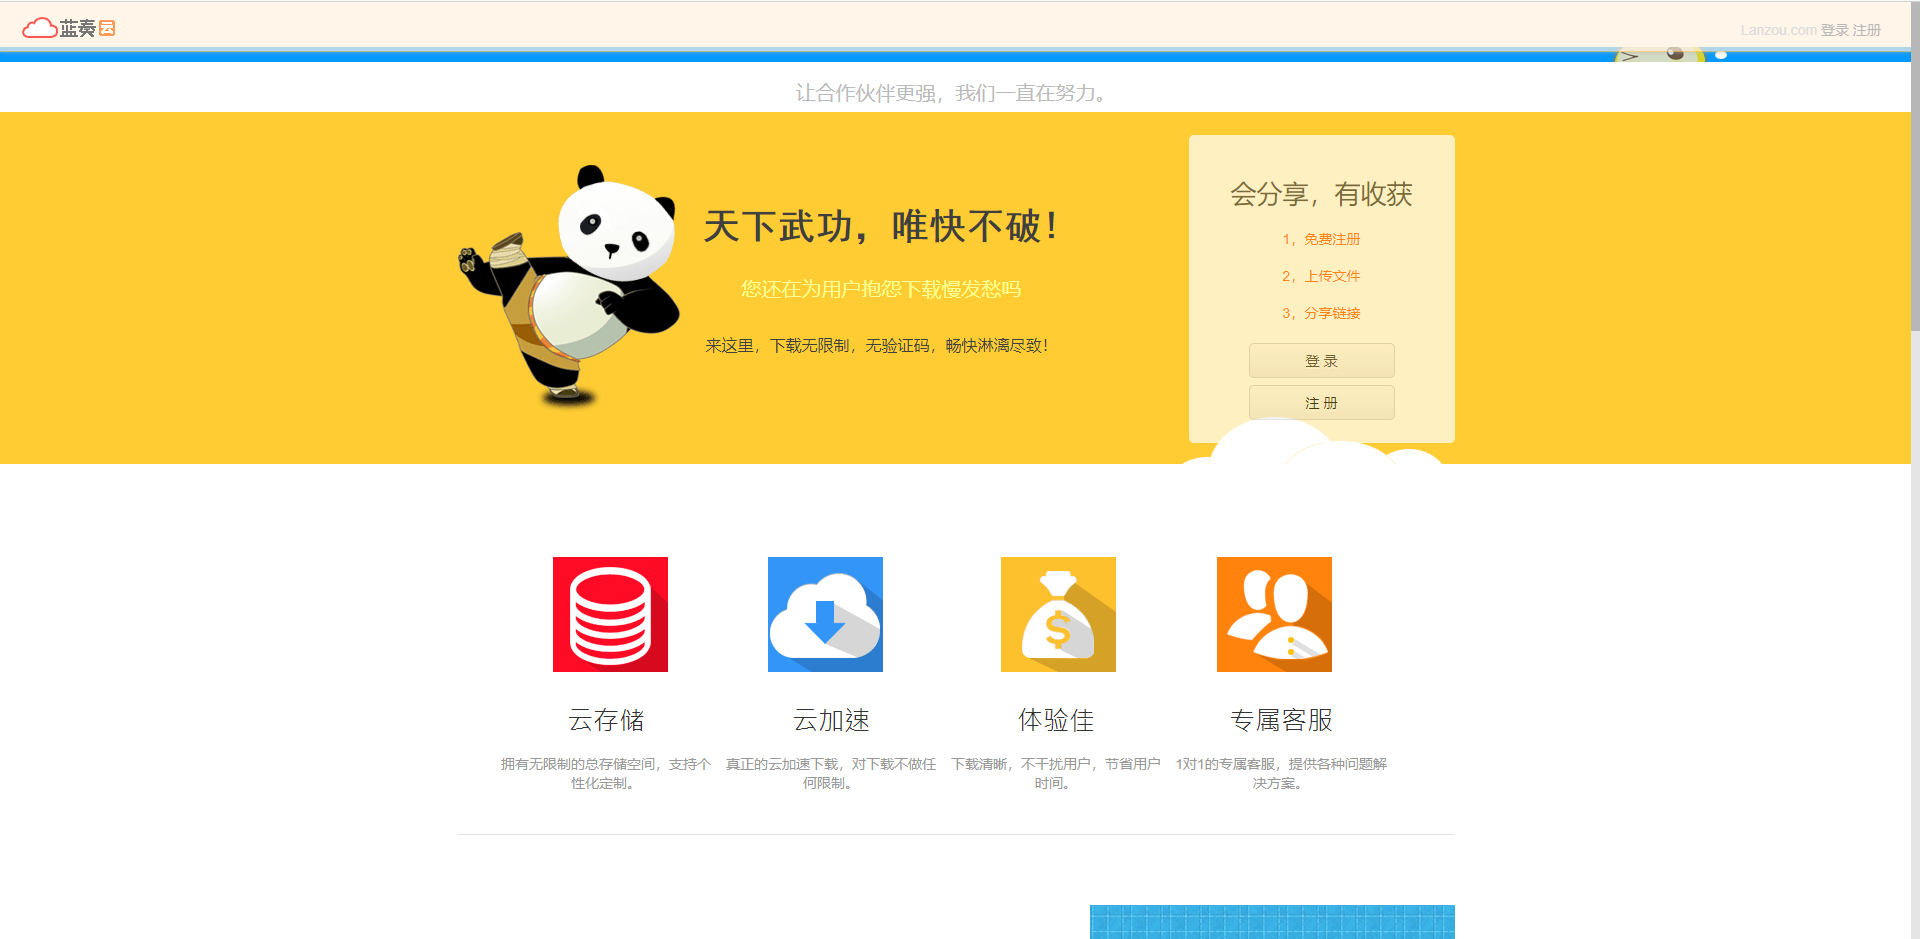 蓝奏云
Lanzou.com 登录 注册
让合作伙伴更强，我们一直在努力。
天下武功，唯快不破！
您还在为用户抱怨下载慢发愁吗
来这里，下载无限制，无验证码，畅快淋漓尽致！
会分享，有收获
1，免费注册
2，上传文件
3，分享链接
登 录
注 册
云存储
拥有无限制的总存储空间，支持个
性化定制。
云加速
真正的云加速下载，对下载不做任
何限制。
体验佳
下载清晰，不干扰用户，节省用户
时间。
专属客服
1对1的专属客服，提供各种问题解
决方案。